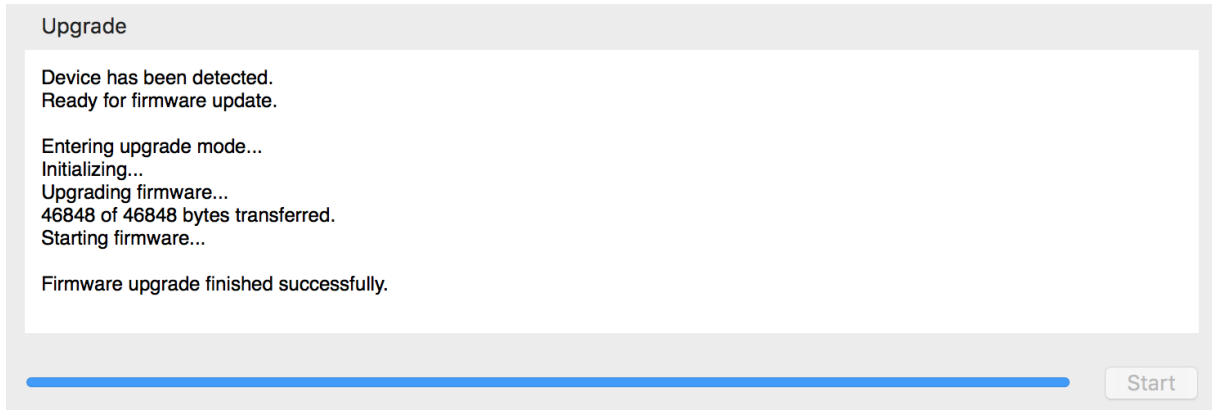 Upgrade
Device has been detected.
Ready for firmware update.
Entering upgrade mode...
Initializing...
Upgrading firmware...
46848 of 46848 bytes transferred.
Starting firmware...
Firmware upgrade finished successfully.
Start